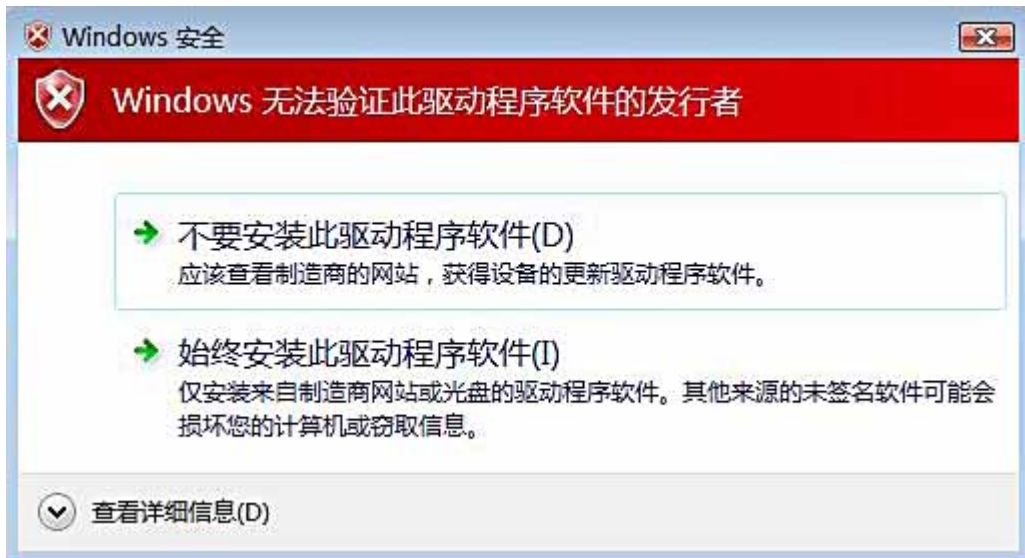 Windows 安全
Windows 无法验证此驱动程序软件的发行者
不要安装此驱动程序软件(D)
应该查看制造商的网站，获得设备的更新驱动程序软件。
始终安装此驱动程序软件(I)
仅安装来自制造商网站或光盘的驱动程序软件。其他来源的未签名软件可能会
损坏您的计算机或窃取信息。
查看详细信息(D)